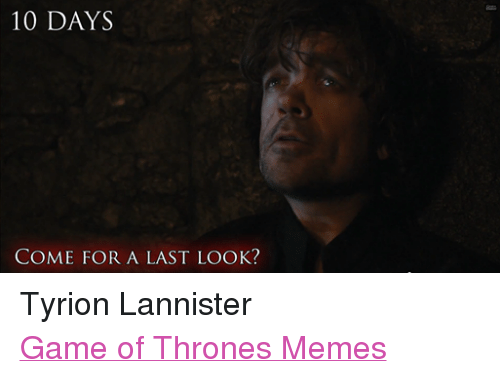 10 DAYS
COME FOR A LAST LOOK?
Tyrion Lannister
Game of Thrones Memes